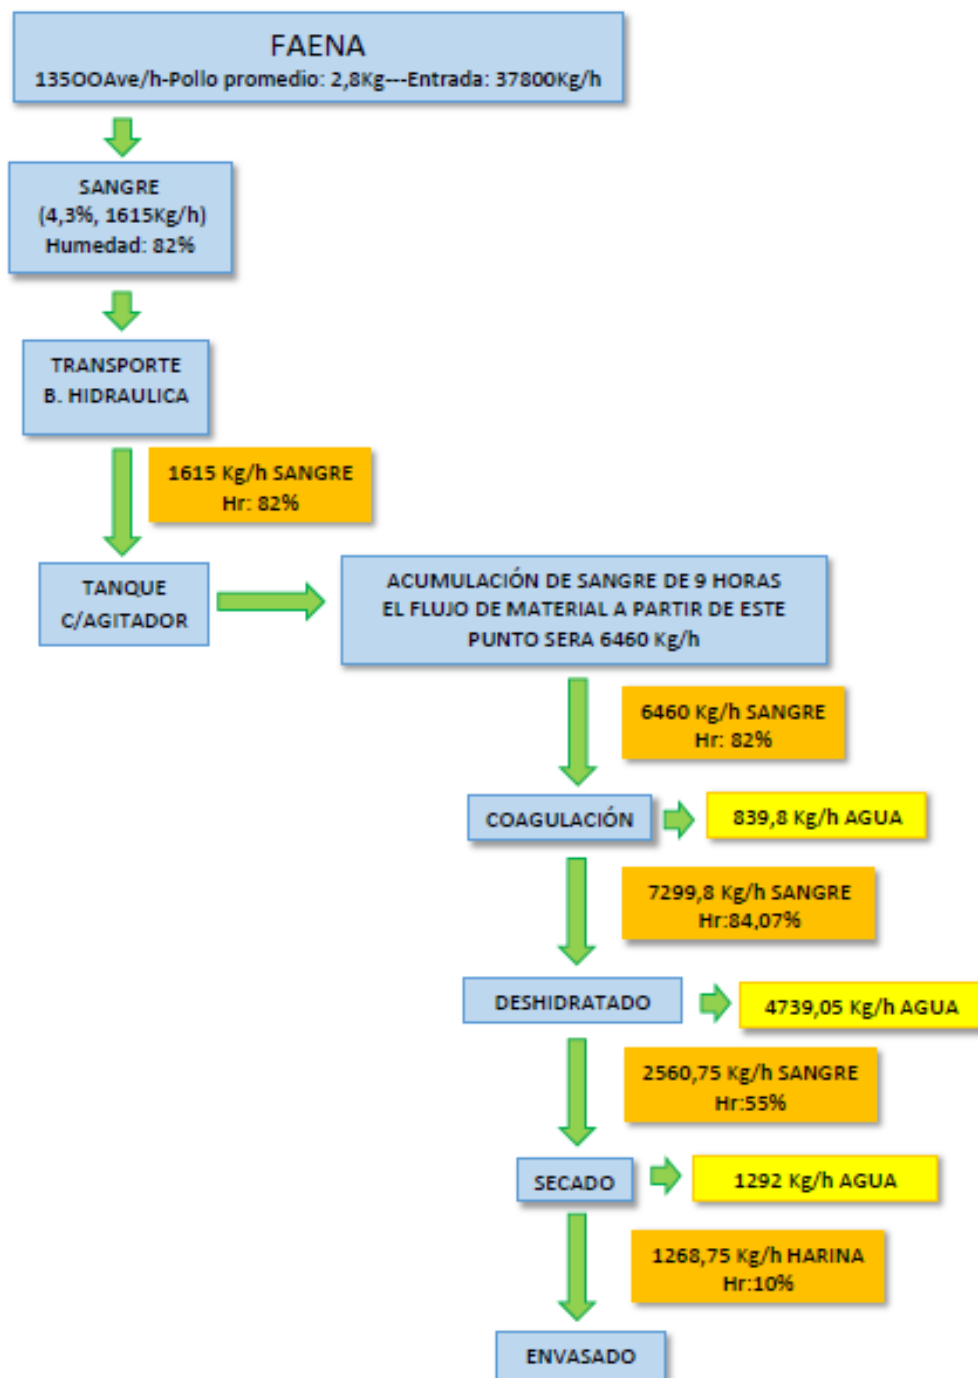 FAENA
135OOAve/h-Pollo promedio: 2,8Kg---Entrada: 37800Kg/h
SANGRE
(4,3%, 1615Kg/h)
Humedad: 82%
TRANSPORTE
B. HIDRAULICA
1615 Kg/h SANGRE
Hr: 82%
TANQUE
C/AGITADOR
ACUMULACIÓN DE SANGRE DE 9 HORAS
EL FLUJO DE MATERIAL A PARTIR DE ESTE
PUNTO SERA 6460 Kg/h
6460 Kg/h SANGRE
Hr: 82%
COAGULACIÓN
839,8 Kg/h AGUA
7299,8 Kg/h SANGRE
Hr:84,07%
DESHIDRATADO
4739,05 Kg/h AGUA
2560,75 Kg/h SANGRE
Hr:55%
SECADO
1292 Kg/h AGUA
1268,75 Kg/h HARINA
Hr:10%
ENVASADO